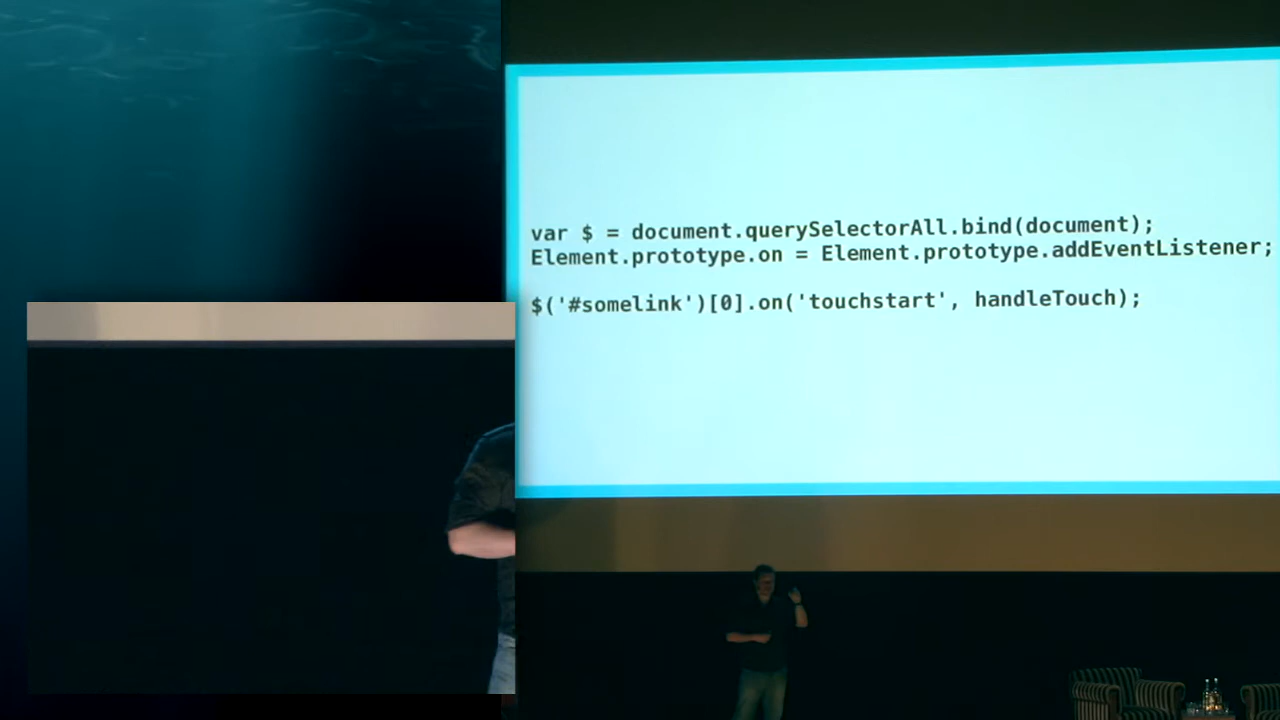 var $ = document.querySelectorAll.bind(document);
Element.prototype.on = Element.prototype.addEventListener;
$('#somelink')[0].on('touchstart', handleTouch);